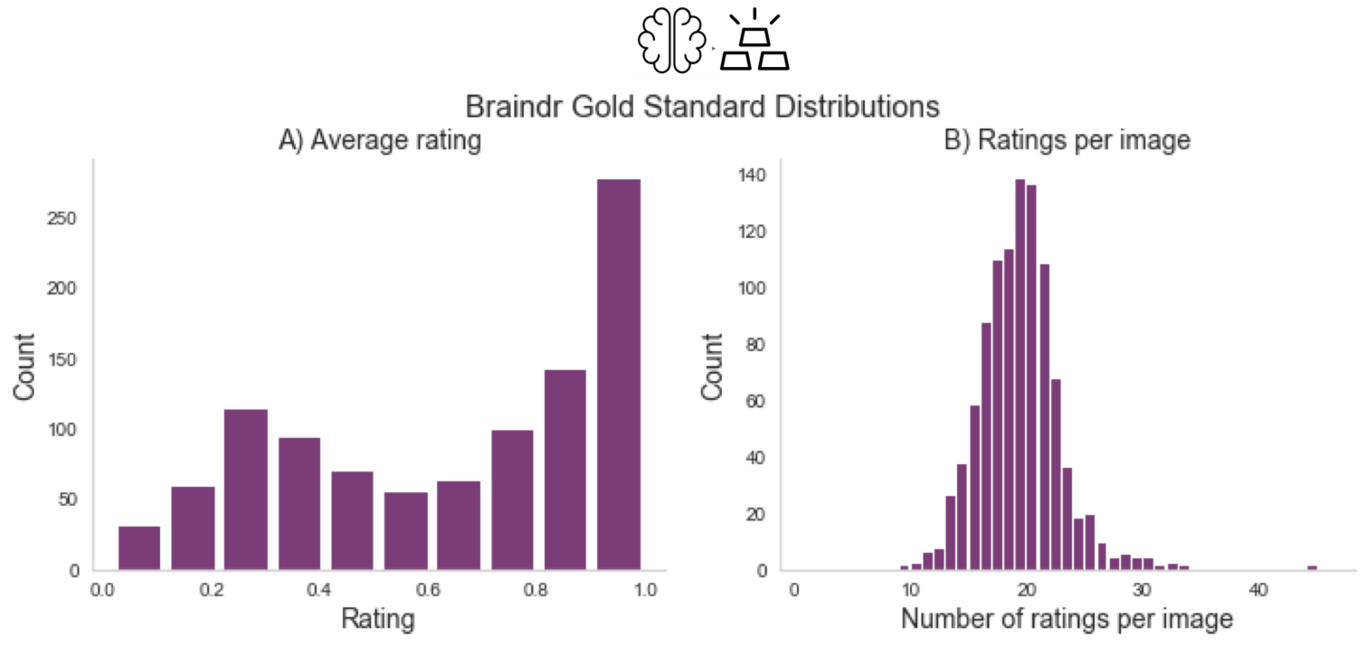 Braindr Gold Standard Distributions
A) Average rating
250
200
150
100
50
0
Count
0.0 0.2 0.4 0.6 0.8 1.0
Rating
B) Ratings per image
140
120
100
80
60
40
20
0
Count
0 10 20 30 40
Number of ratings per image